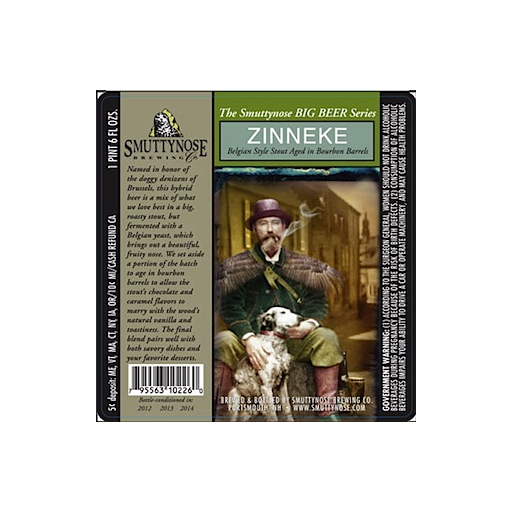 1 PINT 6 FL OZS.
5¢ deposit: ME, VT, MA, CT, NY, IA, OR/10¢ MI/CASH REFUND CA
SMUTTYNOSE
BREWING Co.
Named in honor of
the doggy denizens of
Brussels, this hybrid
beer is a mix of what
we love best in a big,
roasty stout, but
fermented with a
Belgian yeast, which
brings out a beautiful,
fruity nose. We set aside
a portion of the batch
to age in bourbon
barrels to allow the
stout's chocolate and
caramel flavors to
marry with the wood's
natural vanilla and
toastiness. The final
blend pairs well with
both savory dishes and
your favorite desserts.
7 95563 10226 0
Bottle-conditioned in:
2012 2013 2014
The Smuttynose BIG BEER Series
ZINNEKE
Belgian Style Stout Aged in Bourbon Barrels
BREWED & BOTTLED BY SMUTTYNOSE BREWING CO.
PORTSMOUTH, NH WWW.SMUTTYNOSE.COM
GOVERNMENT WARNING: (1) ACCORDING TO THE SURGEON GENERAL, WOMEN SHOULD NOT DRINK ALCOHOLIC
BEVERAGES DURING PREGNANCY BECAUSE OF THE RISK OF BIRTH DEFECTS. (2) CONSUMPTION OF ALCOHOLIC
BEVERAGES IMPAIRS YOUR ABILITY TO DRIVE A CAR OR OPERATE MACHINERY, AND MAY CAUSE HEALTH PROBLEMS.